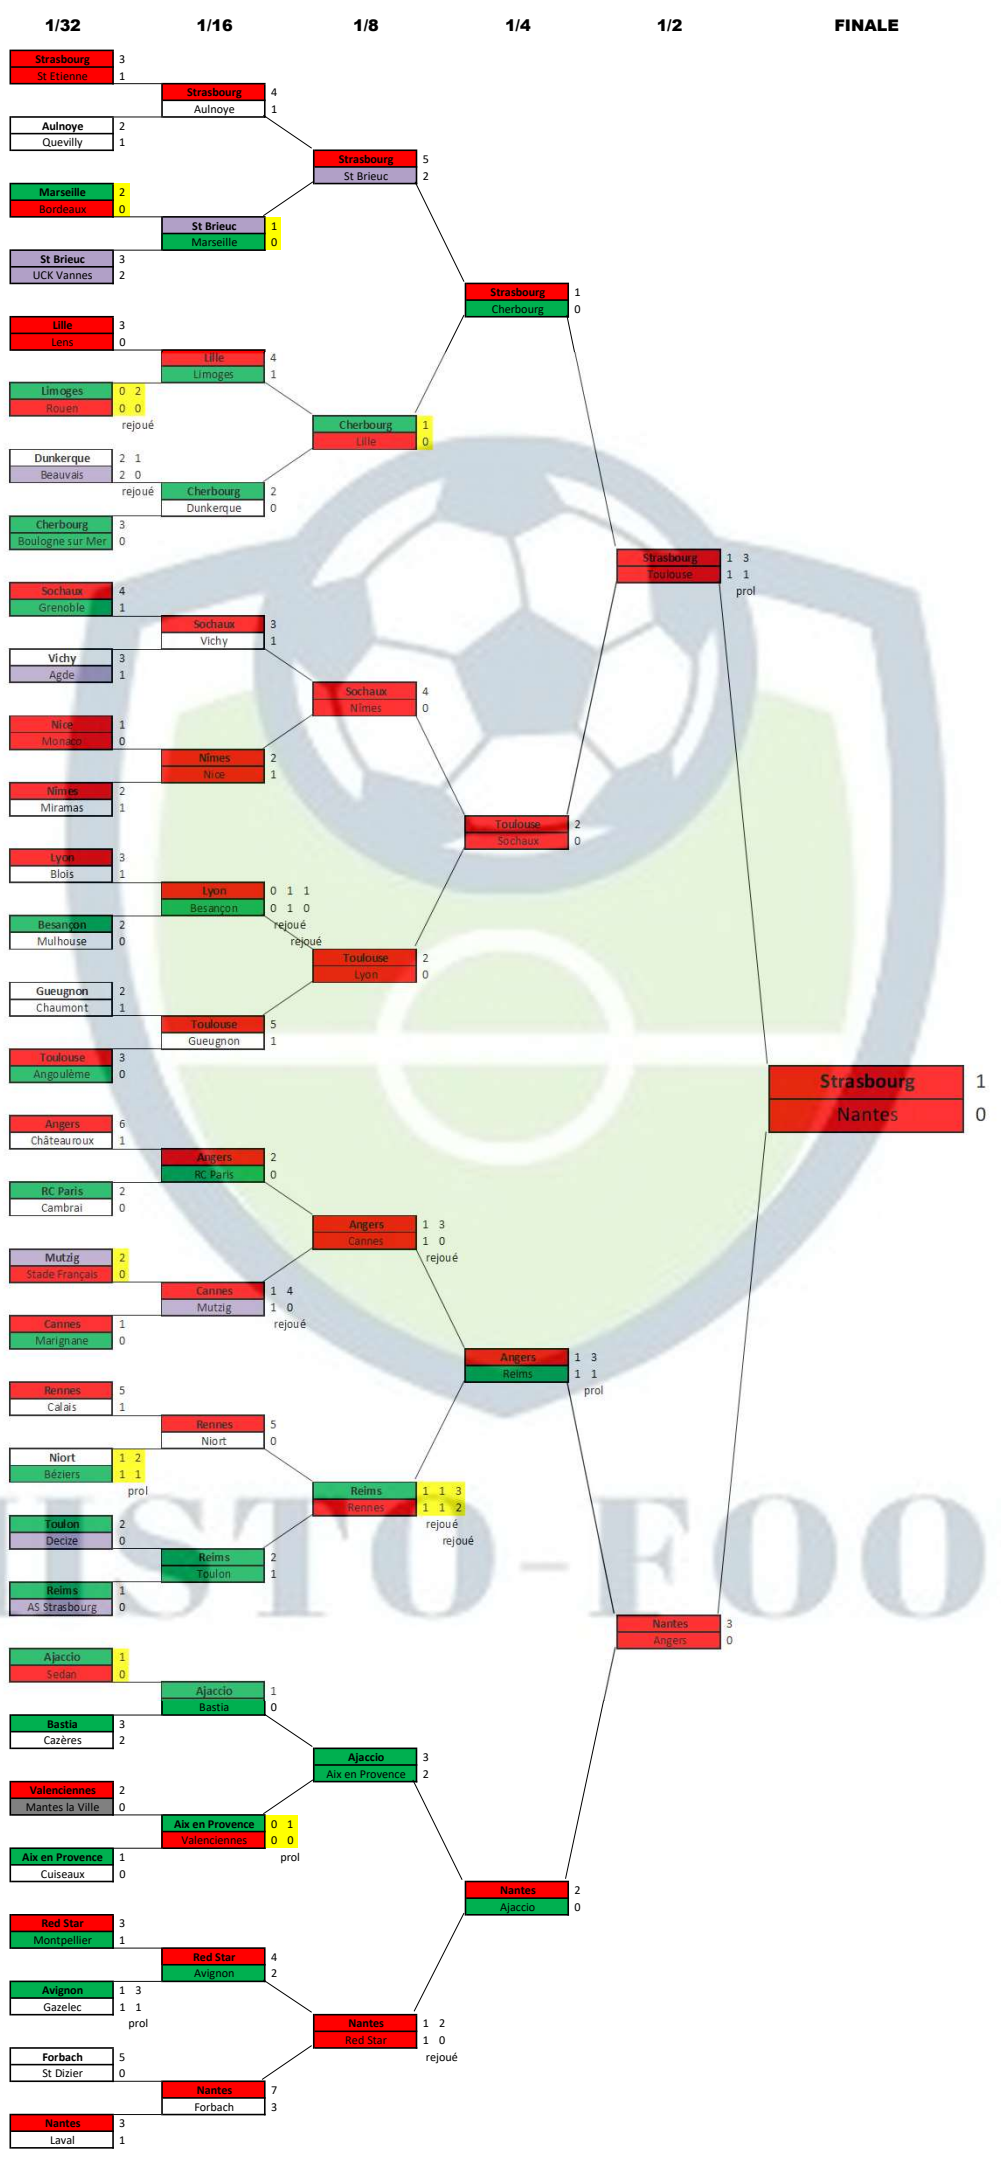 1/32 1/16 1/8 1/4 1/2 FINALE
Strasbourg 3
St Etienne 1
Strasbourg 4
Aulnoye 1
Aulnoye 2
Quevilly 1
Strasbourg 5
St Brieuc 2
Marseille 2
Bordeaux 0
St Brieuc 1
Marseille 0
St Brieuc 3
UCK Vannes 2
Strasbourg 1
Cherbourg 0
Lille 3
Lens 0
Lille 4
Limoges 1
Limoges 0 2
Rouen 0 0
rejoué
Cherbourg 1
Lille 0
Dunkerque 2 1
Beauvais 2 0
rejoué
Cherbourg 2
Dunkerque 0
Cherbourg 3
Boulogne sur Mer 0
Strasbourg 1 3
Toulouse 1 1
prol
Sochaux 4
Grenoble 1
Sochaux 3
Vichy 1
Vichy 3
Agde 1
Sochaux 4
Nîmes 0
Nice 1
Monaco 0
Nîmes 2
Nice 1
Nîmes 2
Miramas 1
Toulouse 2
Sochaux 0
Lyon 3
Blois 1
Lyon 0 1 1
Besançon 0 1 0
rejoué
rejoué
Besançon 2
Mulhouse 0
Toulouse 2
Lyon 0
Gueugnon 2
Chaumont 1
Toulouse 5
Gueugnon 1
Toulouse 3
Angoulème 0
Strasbourg 1
Nantes 0
Angers 6
Châteauroux 1
Angers 2
RC Paris 0
RC Paris 2
Cambrai 0
Angers 1 3
Cannes 1 0
rejoué
Mutzig 2
Stade Français 0
Cannes 1 4
Mutzig 1 0
rejoué
Cannes 1
Marignane 0
Angers 1 3
Reims 1 1
prol
Rennes 5
Calais 1
Rennes 5
Niort 0
Niort 1 2
Béziers 1 1
prol
Reims 1 1 3
Rennes 1 1 2
rejoué
rejoué
Toulon 2
Decize 0
Reims 2
Toulon 1
Reims 1
AS Strasbourg 0
HISTO-FOO
Nantes 3
Angers 0
Ajaccio 1
Sedan 0
Ajaccio 1
Bastia 0
Bastia 3
Cazères 2
Ajaccio 3
Aix en Provence 2
Valenciennes 2
Mantes la Ville 0
Aix en Provence 0 1
Valenciennes 0 0
prol
Aix en Provence 1
Cuiseaux 0
Nantes 2
Ajaccio 0
Red Star 3
Montpellier 1
Red Star 4
Avignon 2
Avignon 1 3
Gazelec 1 1
prol
Nantes 1 2
Red Star 1 0
rejoué
Forbach 5
St Dizier 0
Nantes 7
Forbach 3
Nantes 3
Laval 1